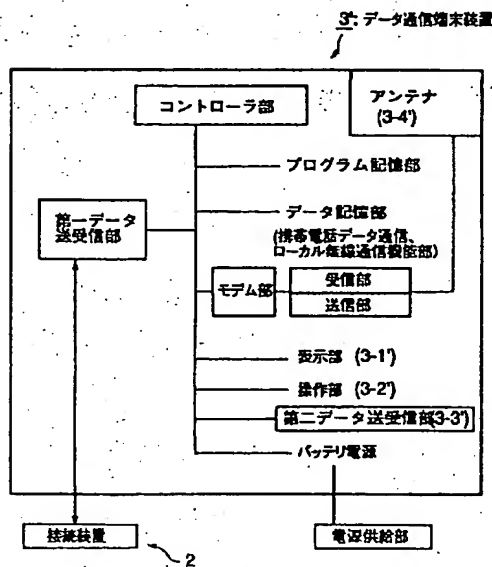 3': データ通信端末装置
コントローラ部
アンテナ
(3-4')
プログラム記憶部
第一データ
送受信部
データ記憶部
(携帯電話データ通信、
ローカル無線通信機能部)
モデム部
受信部
送信部
表示部 (3-1')
操作部 (3-2')
第二データ送受信部(3-3')
バッテリ電源
接続装置
電源供給部
2